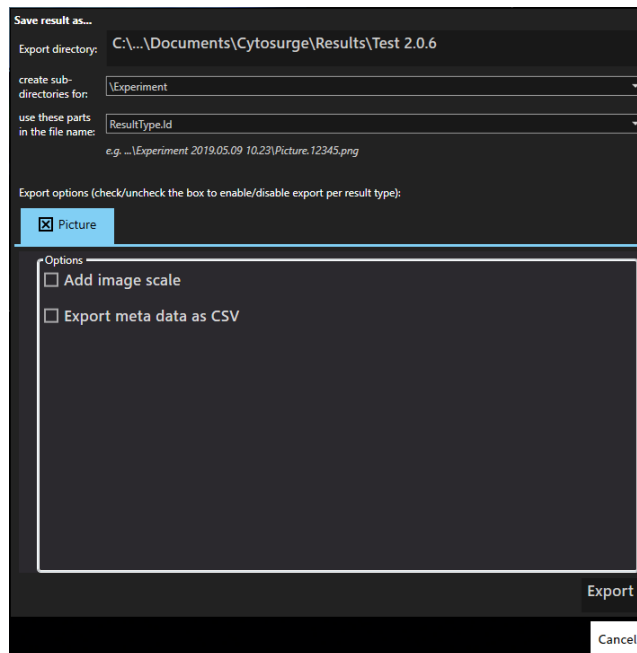 Save result as...
Export directory: C:\...\Documents\Cytosurge\Results\Test 2.0.6
create sub-
directories for: \Experiment
use these parts
in the file name: ResultType.Id
e.g. ...\Experiment 2019.05.09 10.23\Picture.12345.png
Export options (check/uncheck the box to enable/disable export per result type):
Picture
Options
Add image scale
Export meta data as CSV
Export
Cancel